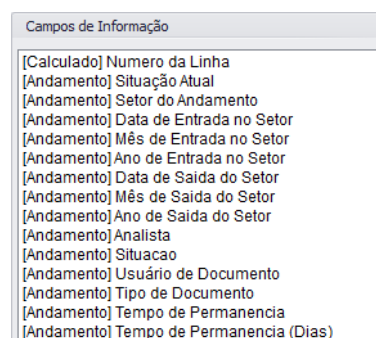 Campos de Informação
[Calculado] Numero da Linha
[Andamento] Situação Atual
[Andamento] Setor do Andamento
[Andamento] Data de Entrada no Setor
[Andamento] Mês de Entrada no Setor
[Andamento] Ano de Entrada no Setor
[Andamento] Data de Saida do Setor
[Andamento] Mês de Saida do Setor
[Andamento] Ano de Saida do Setor
[Andamento] Analista
[Andamento] Situacao
[Andamento] Usuário de Documento
[Andamento] Tipo de Documento
[Andamento] Tempo de Permanencia
[Andamento] Tempo de Permanencia (Dias)